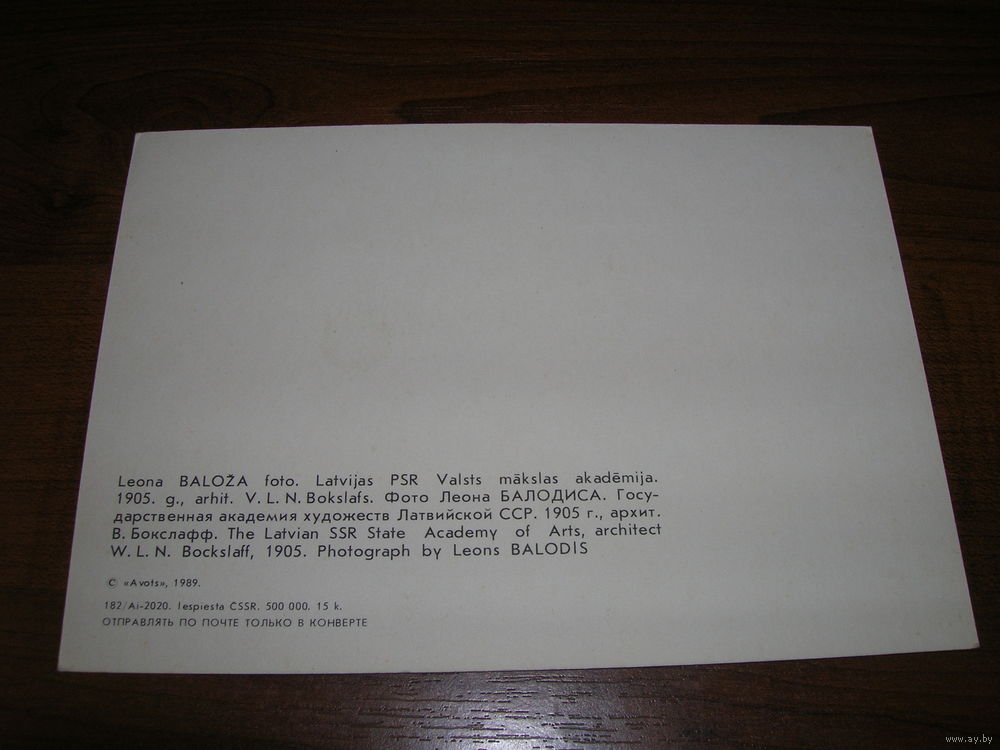 Leona BALOŽA foto. Latvijas PSR Valsts mākslas akadēmija.
1905. g., arhit. V. L. N. Bokslafs. Фото Леона БАЛОДИСА. Госу-
дарственная академия художеств Латвийской ССР. 1905 г., архит.
В. Бокслафф. The Latvian SSR State Academy of Arts, architect
W. L. N. Bockslaff, 1905. Photograph by Leons BALODIS
© «Avots», 1989.
182/Ai-2020. Iespiesta ČSSR. 500 000. 15 k.
ОТПРАВЛЯТЬ ПО ПОЧТЕ ТОЛЬКО В КОНВЕРТЕ
www.ay.by